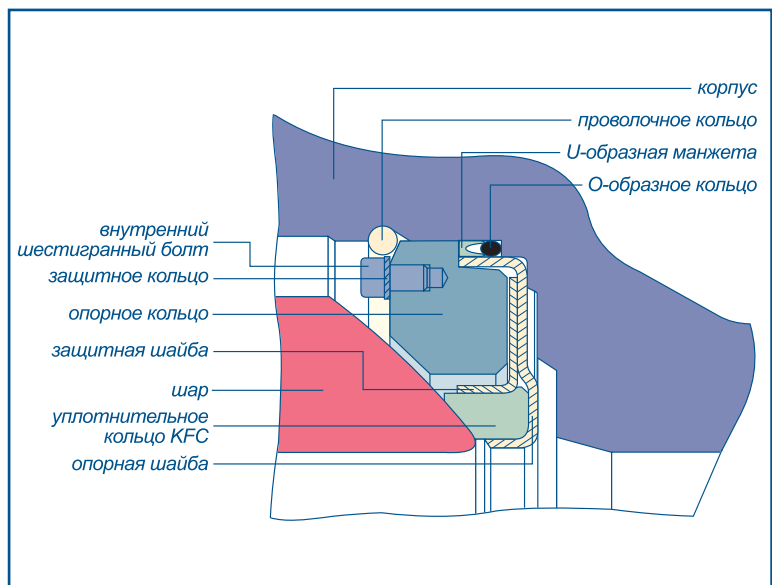 корпус
проволочное кольцо
U-образная манжета
О-образное кольцо
внутренний
шестигранный болт
защитное кольцо
опорное кольцо
защитная шайба
шар
уплотнительное
кольцо KFC
опорная шайба